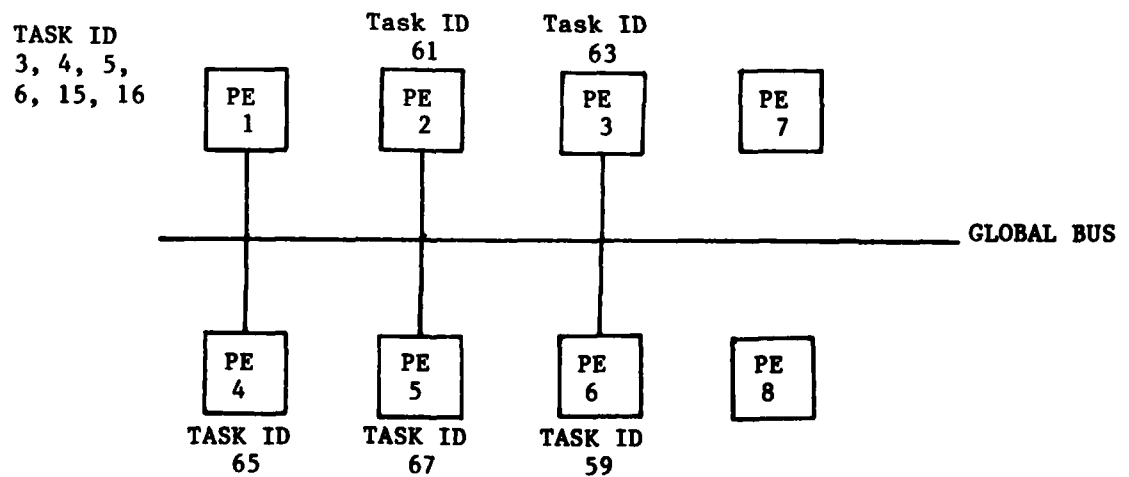 TASK ID
3, 4, 5,
6, 15, 16
Task ID
61
Task ID
63
PE
1
PE
2
PE
3
PE
7
GLOBAL BUS
PE
4
PE
5
PE
6
PE
8
TASK ID
65
TASK ID
67
TASK ID
59